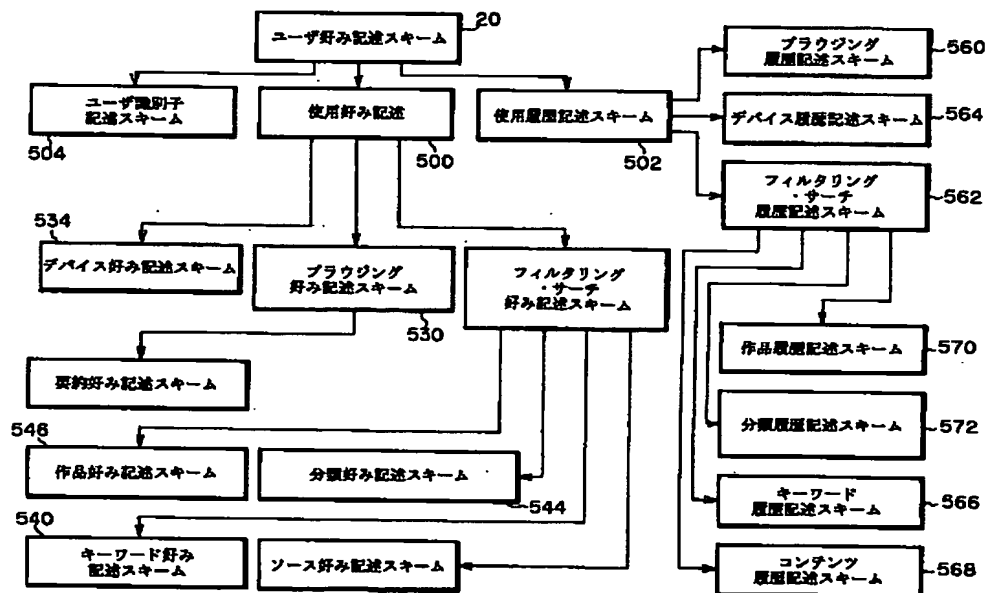 20
ユーザ好み記述スキーム
ユーザ識別子
記述スキーム
504
使用好み記述
500
使用履歴記述スキーム
502
ブラウジング
履歴記述スキーム
560
デバイス履歴記述スキーム
564
フィルタリング
・サーチ
履歴記述スキーム
562
534
デバイス好み記述スキーム
ブラウジング
好み記述スキーム
530
フィルタリング
・サーチ
好み記述スキーム
作品履歴記述スキーム
570
要約好み記述スキーム
分類履歴記述スキーム
572
546
作品好み記述スキーム
分類好み記述スキーム
544
キーワード
履歴記述スキーム
566
540
キーワード好み
記述スキーム
ソース好み記述スキーム
コンテンツ
履歴記述スキーム
568